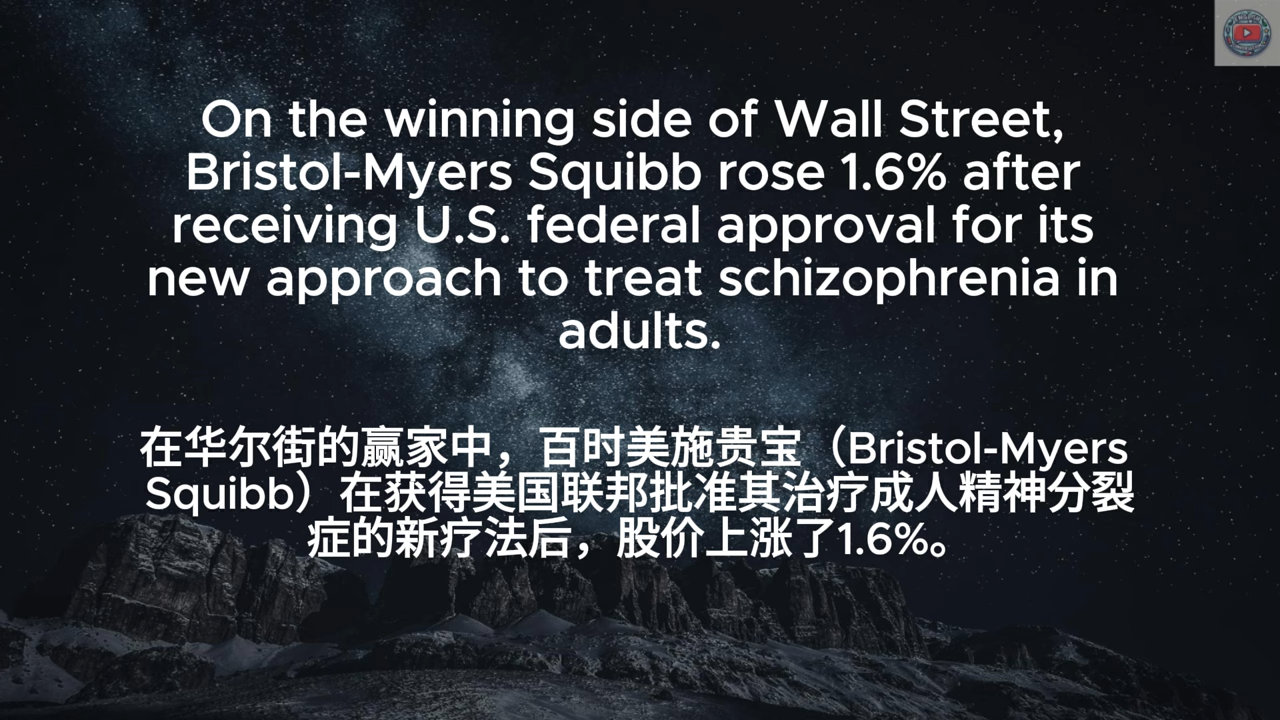 On the winning side of Wall Street,
Bristol-Myers Squibb rose 1.6% after
receiving U.S. federal approval for its
new approach to treat schizophrenia in
adults.
在华尔街的赢家中，百时美施贵宝（Bristol-Myers
Squibb）在获得美国联邦批准其治疗成人精神分裂
症的新疗法后，股价上涨了1.6%。